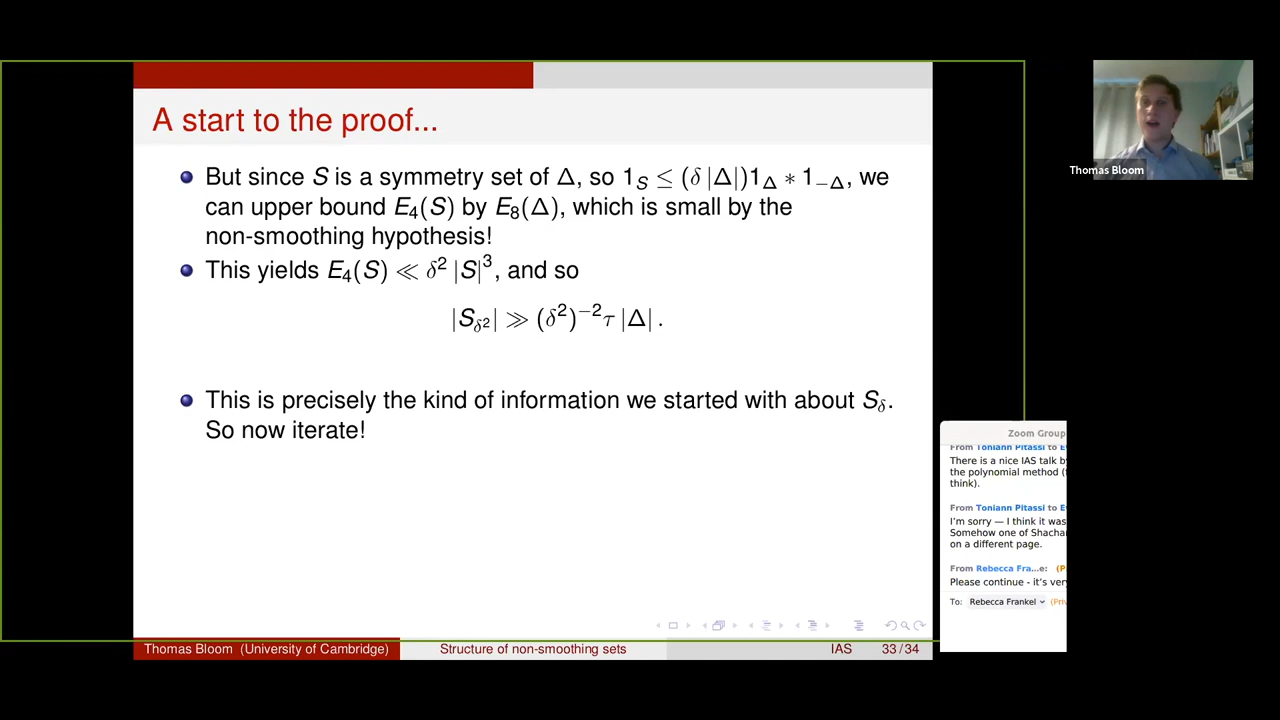 A start to the proof...
But since S is a symmetry set of Δ, so 1_S ≤ (δ |Δ|)1_Δ ∗ 1_{−Δ}, we
can upper bound E₄(S) by E₈(Δ), which is small by the
non-smoothing hypothesis!
This yields E₄(S) ≪ δ² |S|³, and so
|S_{δ²}| ≫ (δ²)⁻²τ |Δ| .
This is precisely the kind of information we started with about S_δ.
So now iterate!
Thomas Bloom (University of Cambridge)
Structure of non-smoothing sets
IAS
33 / 34
Thomas Bloom
Zoom Group
From Toniann Pitassi to E
There is a nice IAS talk b
the polynomial method (
think).
From Toniann Pitassi to E
I'm sorry — I think it was
Somehow one of Shacha
on a different page.
From Rebecca Fra...e: (P
Please continue - it's ver
To: Rebecca Frankel (Priv